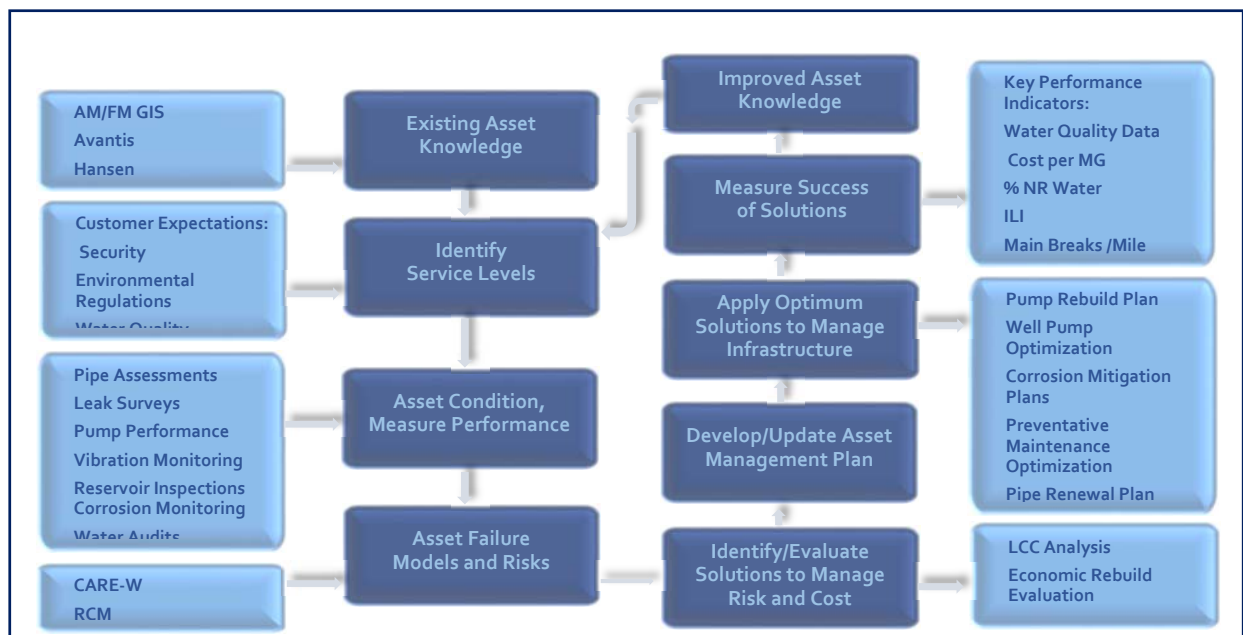 AM/FM GIS
Avantis
Hansen
Customer Expectations:
Security
Environmental
Regulations
Water Quality
Pipe Assessments
Leak Surveys
Pump Performance
Vibration Monitoring
Reservoir Inspections
Corrosion Monitoring
Water Audits
CARE-W
RCM
Existing Asset
Knowledge
Identify
Service Levels
Asset Condition,
Measure Performance
Asset Failure
Models and Risks
Improved Asset
Knowledge
Measure Success
of Solutions
Apply Optimum
Solutions to Manage
Infrastructure
Develop/Update Asset
Management Plan
Identify/Evaluate
Solutions to Manage
Risk and Cost
Key Performance
Indicators:
Water Quality Data
Cost per MG
% NR Water
ILI
Main Breaks /Mile
Pump Rebuild Plan
Well Pump
Optimization
Corrosion Mitigation
Plans
Preventative
Maintenance
Optimization
Pipe Renewal Plan
LCC Analysis
Economic Rebuild
Evaluation